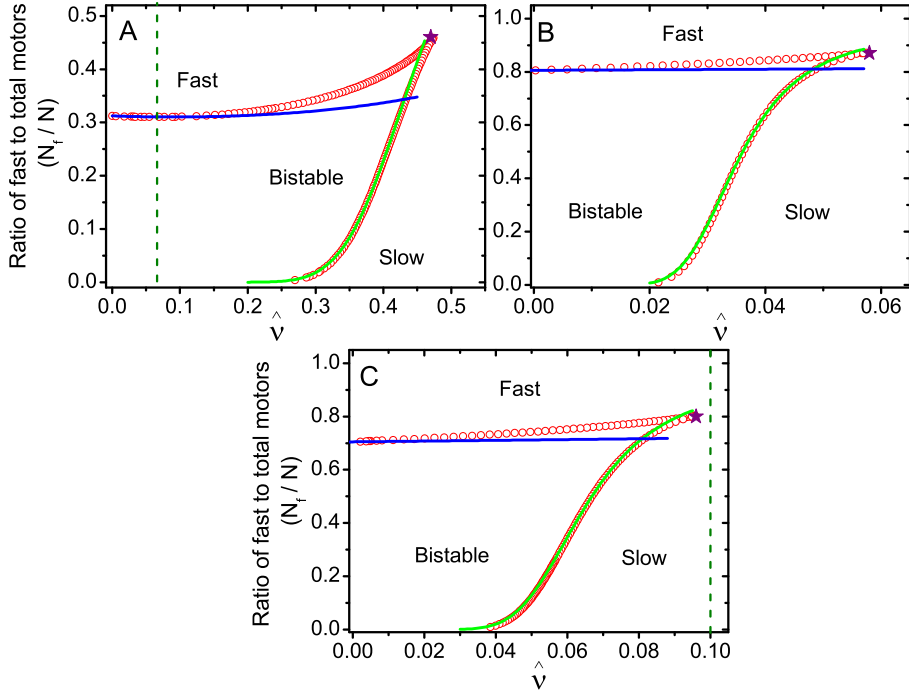 A
B
Ratio of fast to total motors
(N_f / N)
0.5
0.4
0.3
0.2
0.1
0.0
Fast
Bistable
Slow
0.0 0.1 0.2 0.3 0.4 0.5
ν̂
1.0
0.8
0.6
0.4
0.2
0.0
Fast
Bistable
Slow
0.00 0.02 0.04 0.06
ν̂
C
Ratio of fast to total motors
(N_f / N)
1.0
0.8
0.6
0.4
0.2
0.0
Fast
Bistable
Slow
0.00 0.02 0.04 0.06 0.08 0.10
ν̂